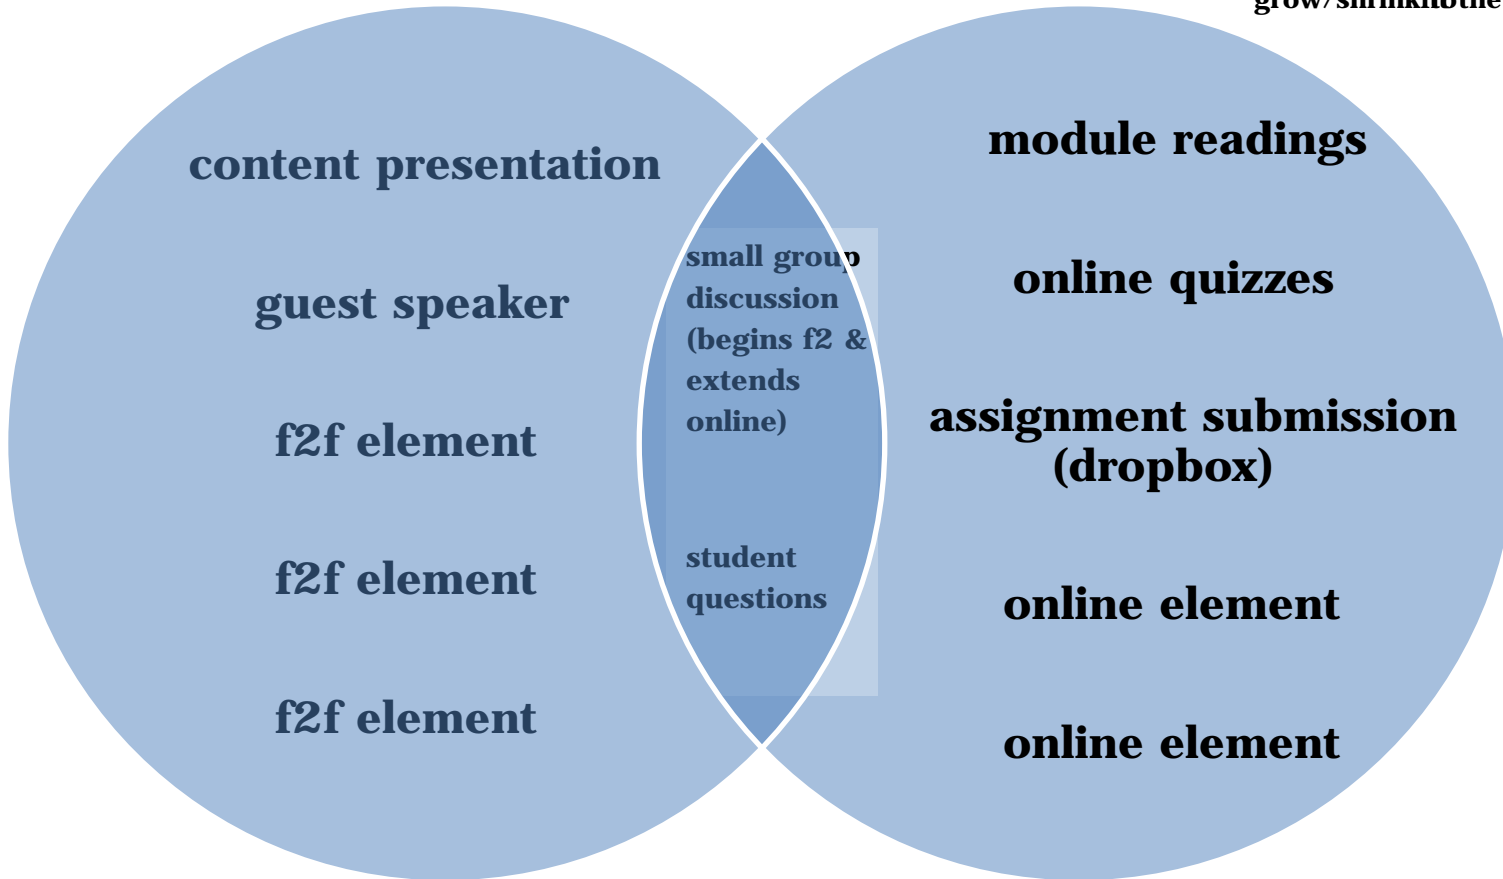 content presentation
guest speaker
f2f element
f2f element
f2f element
small group
discussion
(begins f2 &
extends
online)
student
questions
module readings
online quizzes
assignment submission
(dropbox)
online element
online element